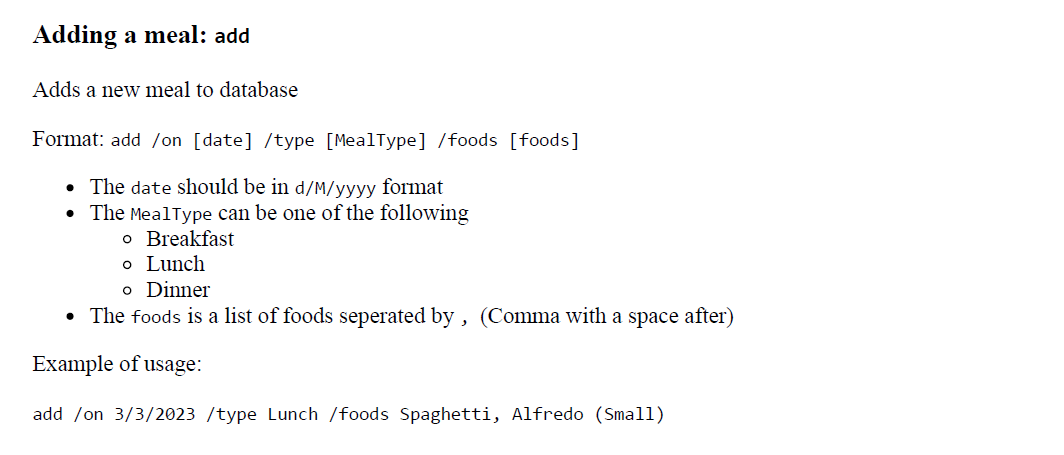 Adding a meal: add
Adds a new meal to database
Format: add /on [date] /type [MealType] /foods [foods]
The date should be in d/M/yyyy format
The MealType can be one of the following
Breakfast
Lunch
Dinner
The foods is a list of foods seperated by , (Comma with a space after)
Example of usage:
add /on 3/3/2023 /type Lunch /foods Spaghetti, Alfredo (Small)